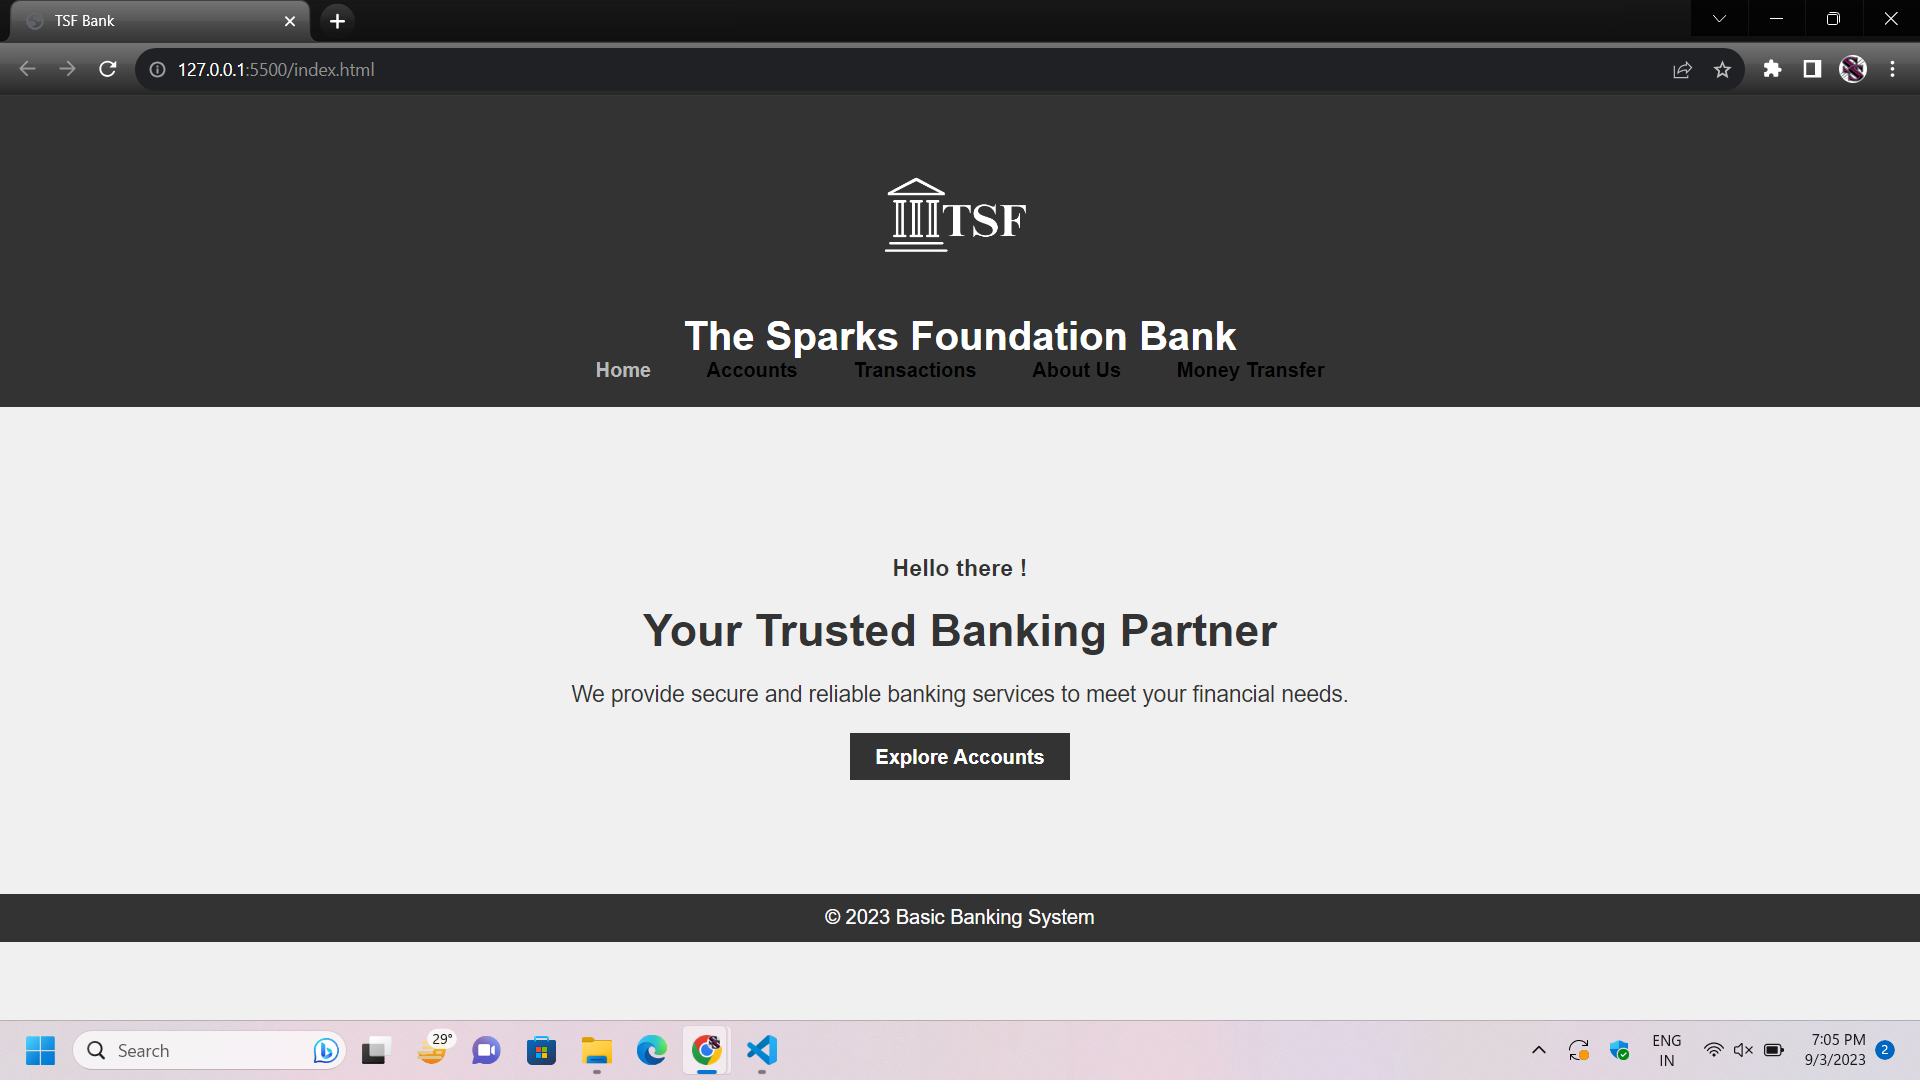 TSF Bank
127.0.0.1:5500/index.html
TSF
The Sparks Foundation Bank
Home Accounts Transactions About Us Money Transfer
Hello there !
Your Trusted Banking Partner
We provide secure and reliable banking services to meet your financial needs.
Explore Accounts
© 2023 Basic Banking System
Search
29°
ENG
IN
7:05 PM
9/3/2023
2